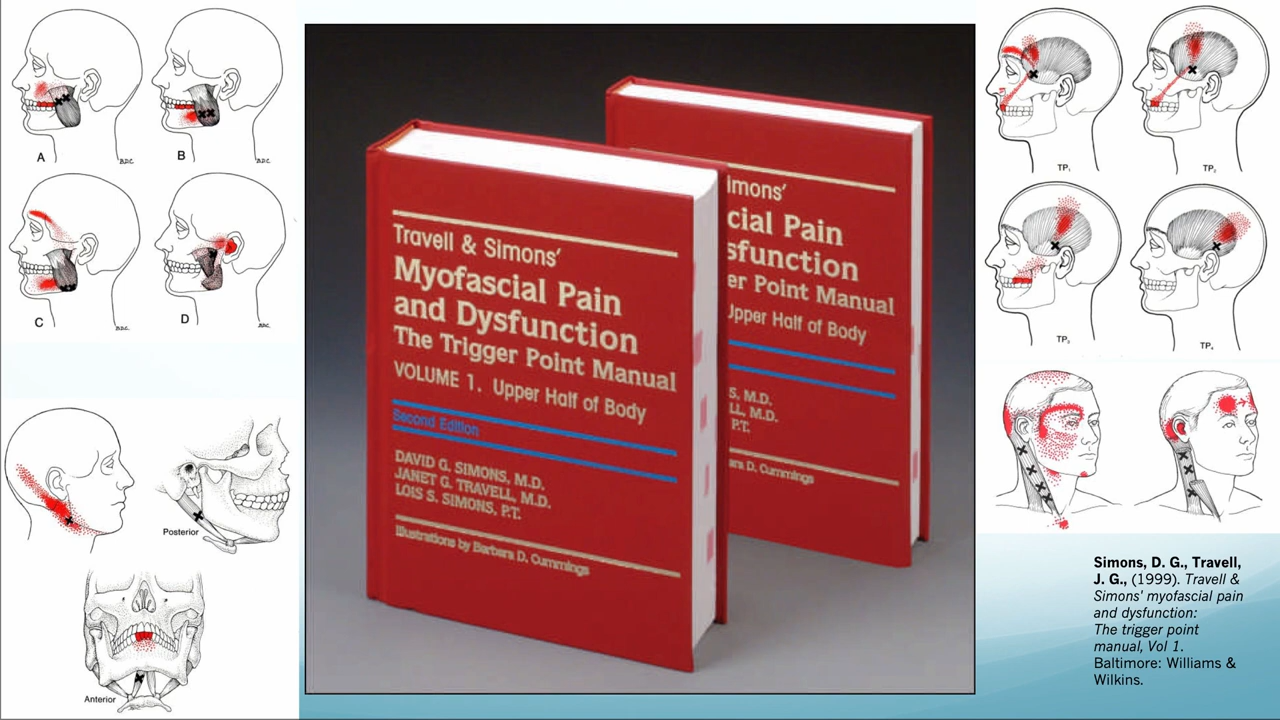 A
B
B.D.C.
B.D.C.
C
D
B.D.C.
B.D.C.
Posterior
Anterior
Travell & Simons'
Myofascial Pain
and Dysfunction
The Trigger Point Manual
VOLUME 1. Upper Half of Body
Second Edition
DAVID G. SIMONS, M.D.
JANET G. TRAVELL, M.D.
LOIS S. SIMONS, P.T.
Illustrations by Barbara D. Cummings
imons'
cial Pain
sfunction
er Point Manual
Upper Half of Body
S, M.D.
LL, M.D.
P.T.
ara D. Cummings
TP1
TP2
TP3
TP4
Simons, D. G., Travell,
J. G., (1999). Travell &
Simons' myofascial pain
and dysfunction:
The trigger point
manual, Vol 1.
Baltimore: Williams &
Wilkins.